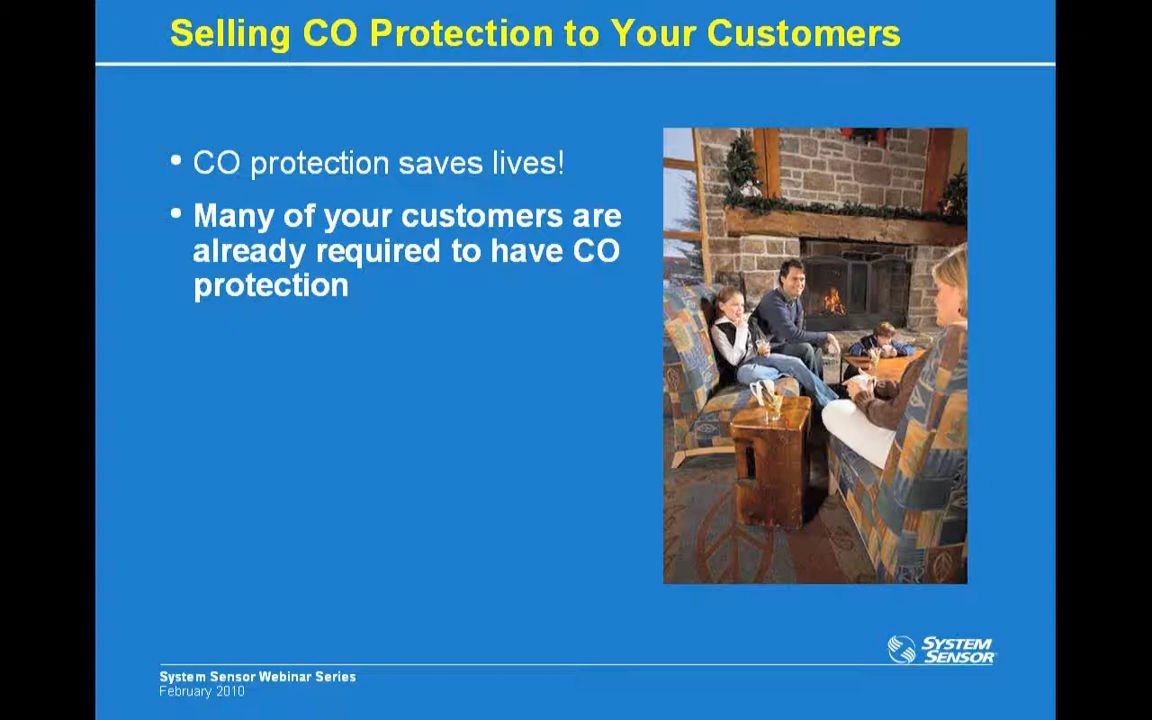 Selling CO Protection to Your Customers
• CO protection saves lives!
• Many of your customers are
already required to have CO
protection
SYSTEM
SENSOR
System Sensor Webinar Series
February 2010